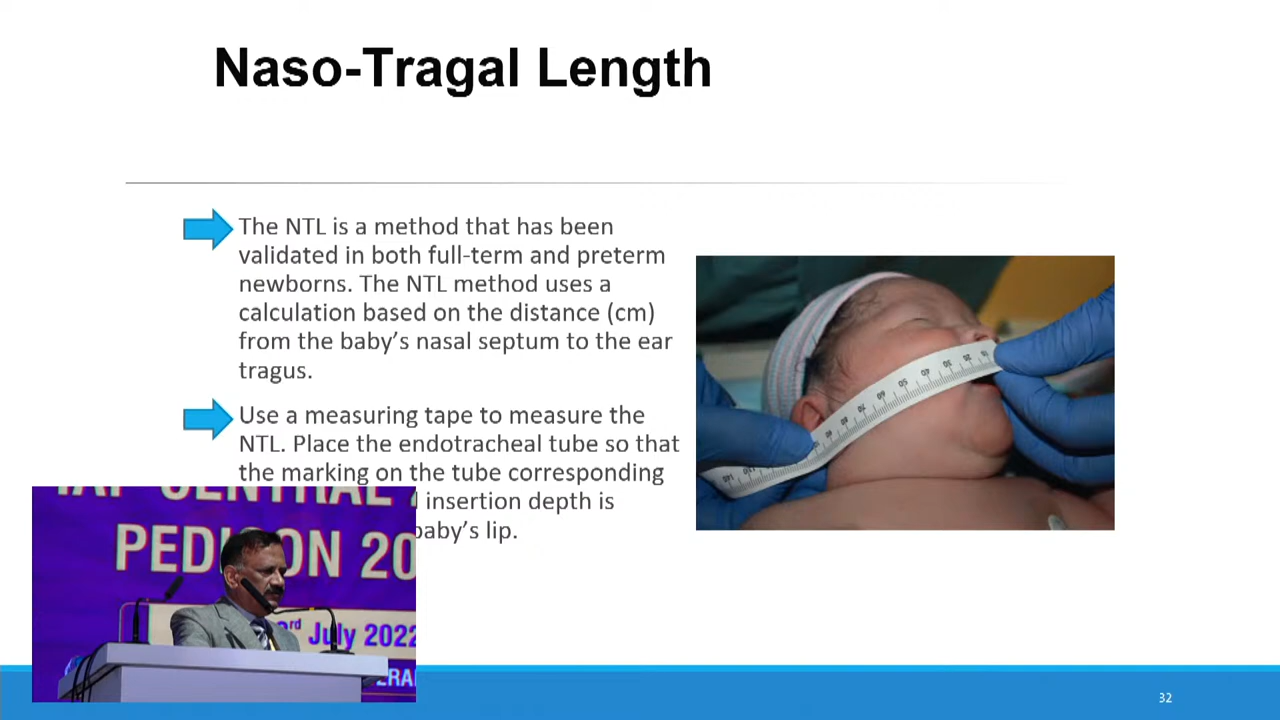 Naso-Tragal Length
The NTL is a method that has been
validated in both full-term and preterm
newborns. The NTL method uses a
calculation based on the distance (cm)
from the baby’s nasal septum to the ear
tragus.
Use a measuring tape to measure the
NTL. Place the endotracheal tube so that
the marking on the tube corresponding
insertion depth is
baby’s lip.
CENTRAL
PEDICON 20
July 2022
32